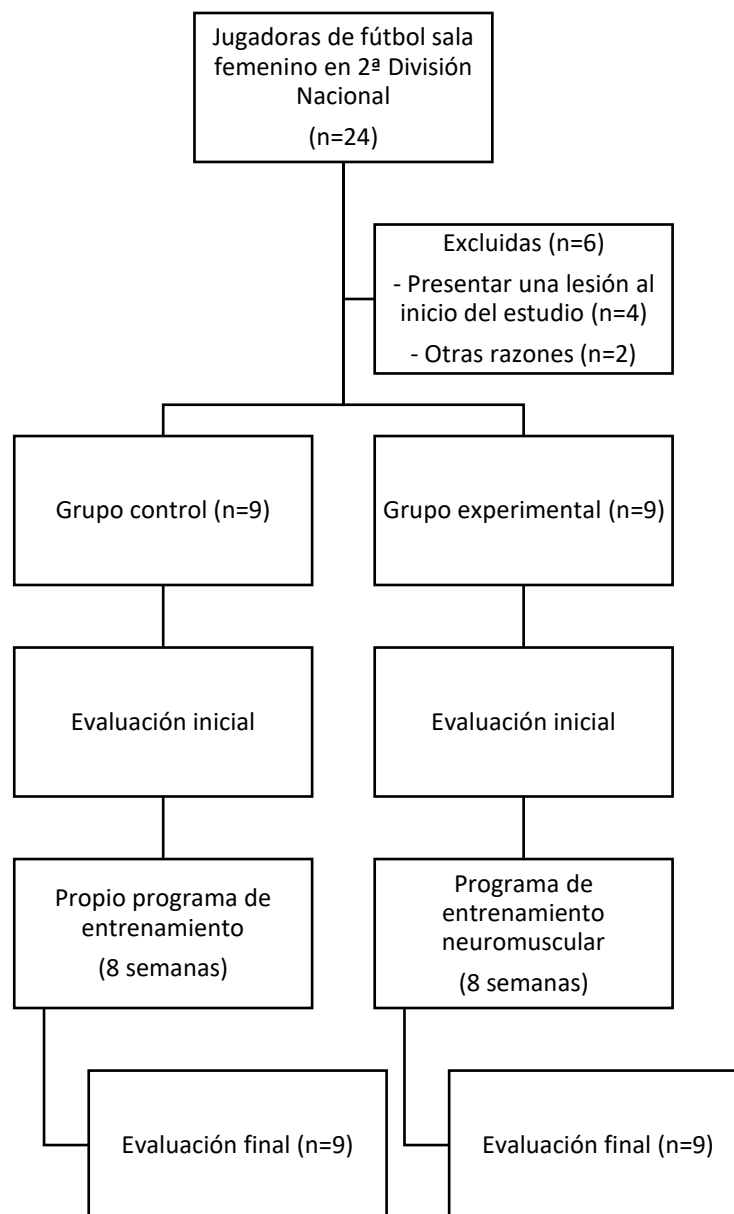 Jugadoras de fútbol sala
femenino en 2ª División
Nacional
(n=24)
Excluidas (n=6)
- Presentar una lesión al
inicio del estudio (n=4)
- Otras razones (n=2)
Grupo control (n=9)
Grupo experimental (n=9)
Evaluación inicial
Evaluación inicial
Propio programa de
entrenamiento
(8 semanas)
Programa de
entrenamiento
neuromuscular
(8 semanas)
Evaluación final (n=9)
Evaluación final (n=9)